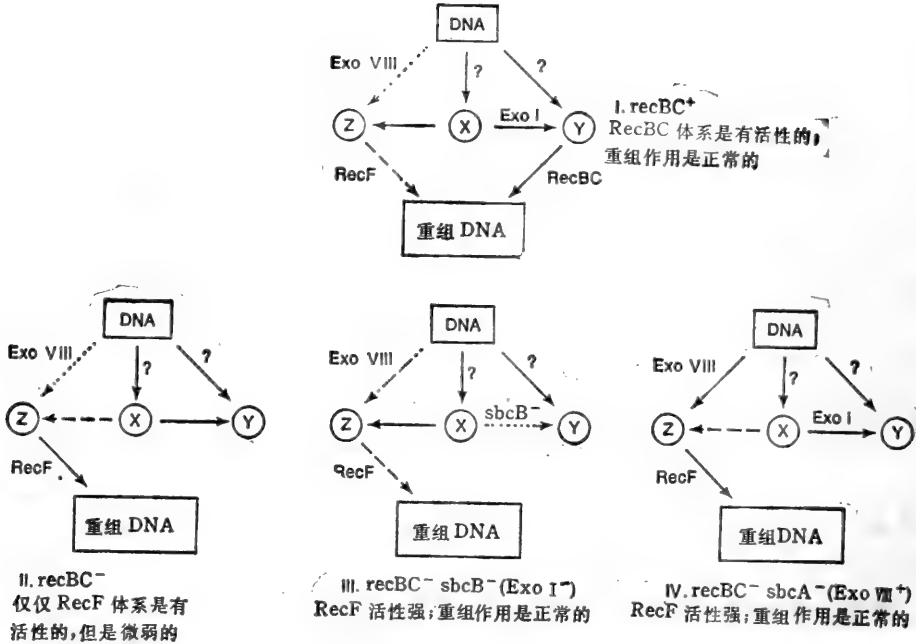 DNA
Exo VIII
?
?
Z
X
Exo I
Y
I. recBC⁺
RecBC 体系是有活性的,
重组作用是正常的
RecF
RecBC
重组 DNA
DNA
Exo VIII
?
?
Z
X
Y
RecF
重组 DNA
II. recBC⁻
仅仅 RecF 体系是有
活性的,但是微弱的
DNA
Exo VIII
?
?
Z
X
sbcB⁻
Y
RecF
重组 DNA
III. recBC⁻ sbcB⁻ (Exo I⁻)
RecF 活性强;重组作用是正常的
DNA
Exo VIII
?
?
Z
X
Exo I
Y
RecF
重组DNA
IV. recBC⁻ sbcA⁻ (Exo VIII⁺)
RecF 活性强;重组作用是正常的